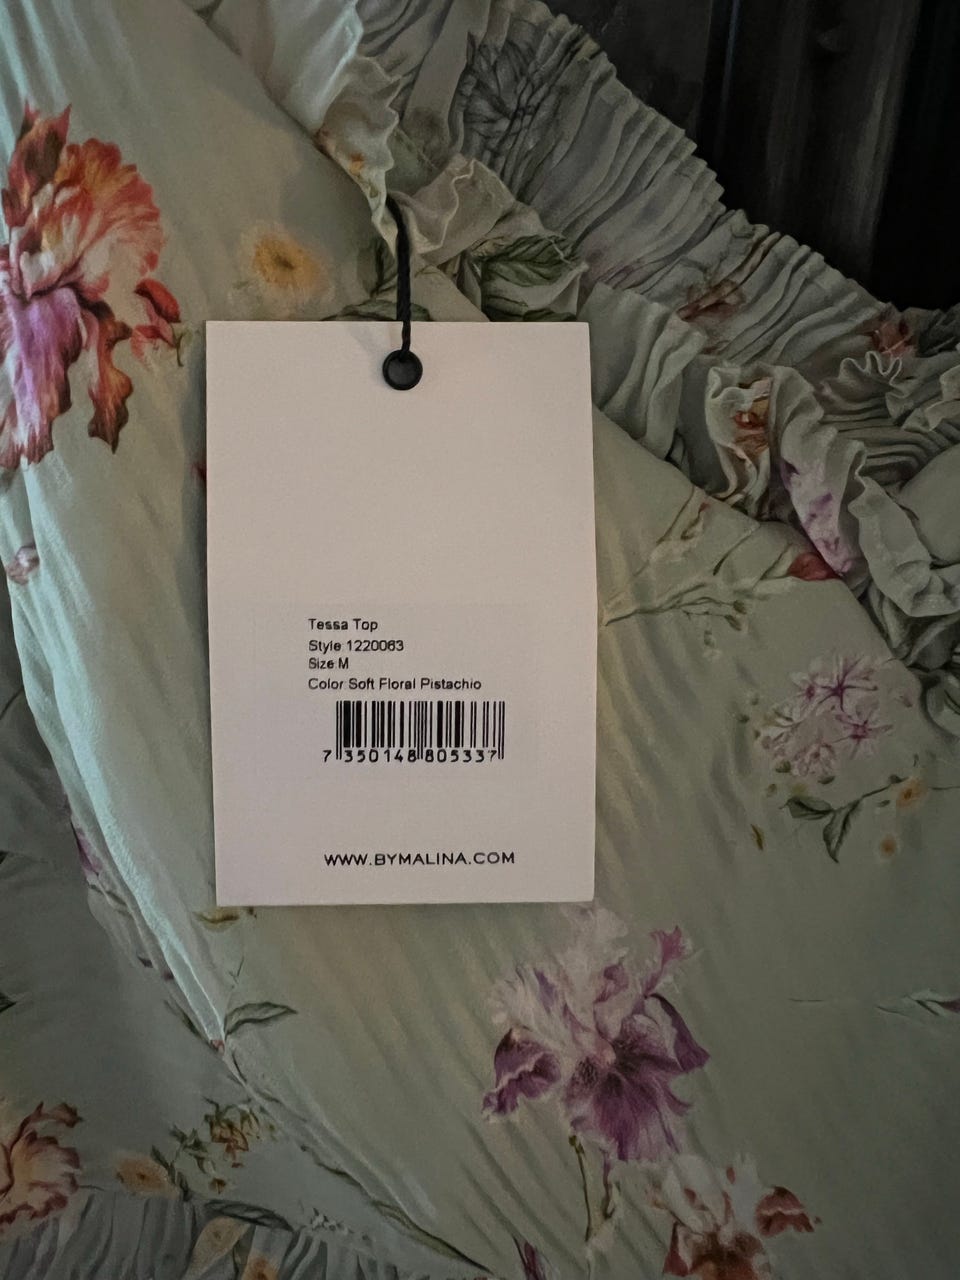 Tessa Top
Style 1220063
Size M
Color Soft Floral Pistachio
7 350148 805337
WWW.BYMALINA.COM